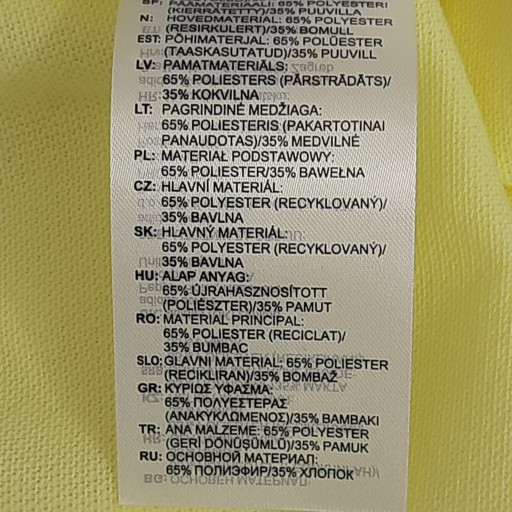 SF: PÄÄMATERIAALI: 65% POLYESTERI
(KIERRÄTETTY)/35% PUUVILLA
N: HOVEDMATERIAL: 65% POLYESTER
(RESIRKULERT)/35% BOMULL
EST: PÕHIMATERJAL: 65% POLÜESTER
(TAASKASUTATUD)/35% PUUVILL
LV: PAMATMATERIĀLS:
65% POLIESTERS (PĀRSTRĀDĀTS)/
35% KOKVILNA
LT: PAGRINDINĖ MEDŽIAGA:
65% POLIESTERIS (PAKARTOTINAI
PANAUDOTAS)/35% MEDVILNĖ
PL: MATERIAŁ PODSTAWOWY:
65% POLIESTER/35% BAWEŁNA
CZ: HLAVNÍ MATERIÁL:
65% POLYESTER (RECYKLOVANÝ)/
35% BAVLNA
SK: HLAVNÝ MATERIÁL:
65% POLYESTER (RECYKLOVANÝ)/
35% BAVLNA
HU: ALAP ANYAG:
65% ÚJRAHASZNOSÍTOTT
(POLIÉSZTER)/35% PAMUT
RO: MATERIAL PRINCIPAL:
65% POLIESTER (RECICLAT)/
35% BUMBAC
SLO: GLAVNI MATERIAL: 65% POLIESTER
(RECIKLIRAN)/35% BOMBAŽ
GR: ΚΥΡΙΩΣ ΥΦΑΣΜΑ:
65% ΠΟΛΥΕΣΤΕΡΑΣ
(ΑΝΑΚΥΚΛΩΜΕΝΟΣ)/35% ΒΑΜΒΑΚΙ
TR: ANA MALZEME: 65% POLYESTER
(GERİ DÖNÜŞÜMLÜ)/35% PAMUK
RU: ОСНОВНОЙ МАТЕРИАЛ:
65% ПОЛИЭФИР/35% ХЛОПОК